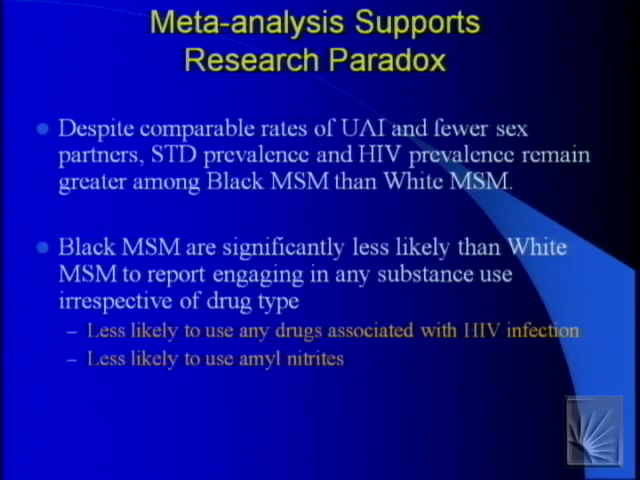 Meta-analysis Supports
Research Paradox
Despite comparable rates of UAI and fewer sex
partners, STD prevalence and HIV prevalence remain
greater among Black MSM than White MSM.
Black MSM are significantly less likely than White
MSM to report engaging in any substance use
irrespective of drug type
– Less likely to use any drugs associated with HIV infection
– Less likely to use amyl nitrites